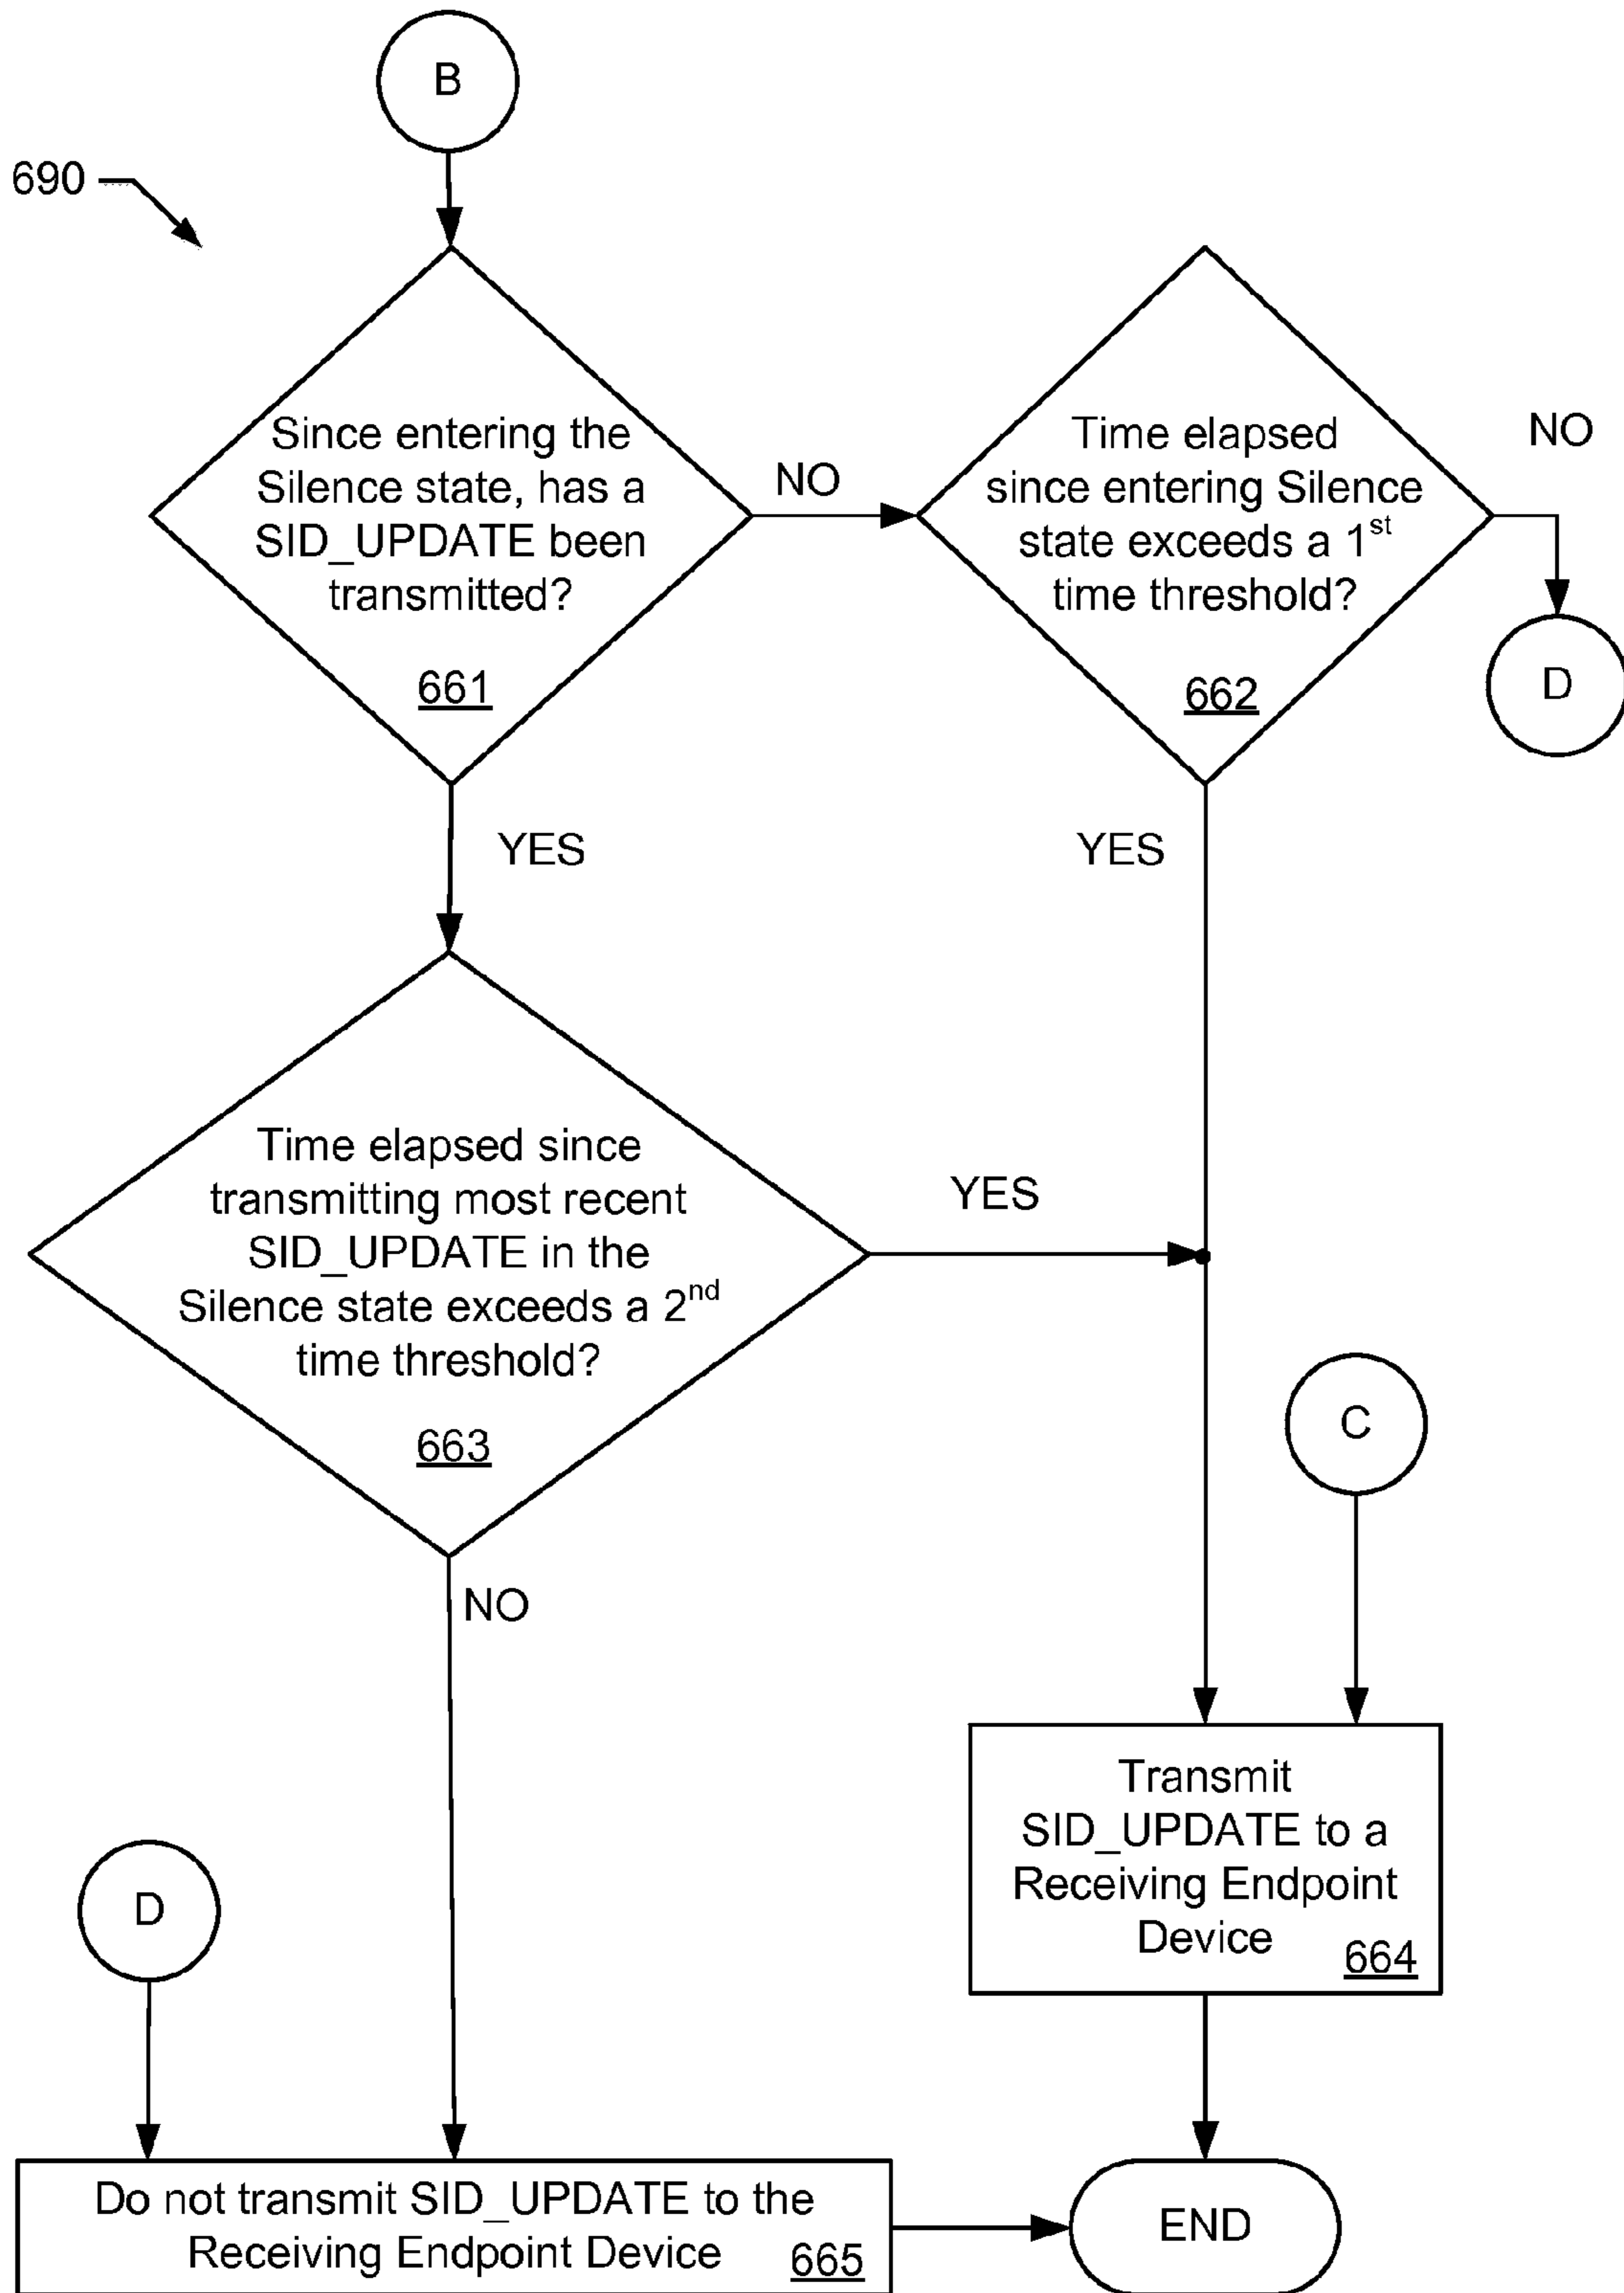 B
690
Since entering the
Silence state, has a
SID_UPDATE been
transmitted?
661
NO
Time elapsed
since entering Silence
state exceeds a 1st
time threshold?
662
NO
D
YES
YES
Time elapsed since
transmitting most recent
SID_UPDATE in the
Silence state exceeds a 2nd
time threshold?
663
YES
C
NO
Transmit
SID_UPDATE to a
Receiving Endpoint
Device
664
D
Do not transmit SID_UPDATE to the
Receiving Endpoint Device
665
END